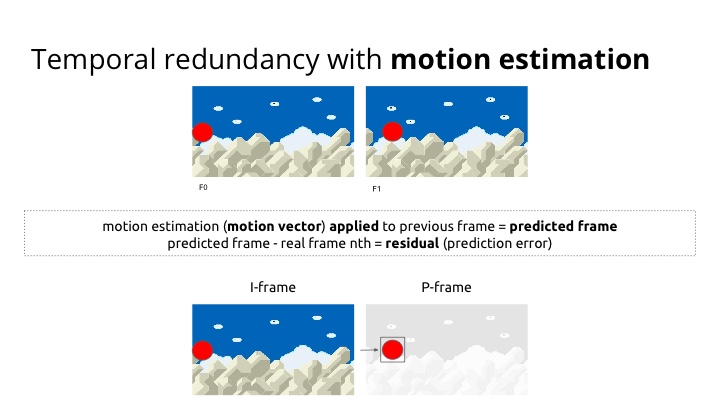 Temporal redundancy with motion estimation
F0
F1
motion estimation (motion vector) applied to previous frame = predicted frame
predicted frame - real frame nth = residual (prediction error)
I-frame
P-frame